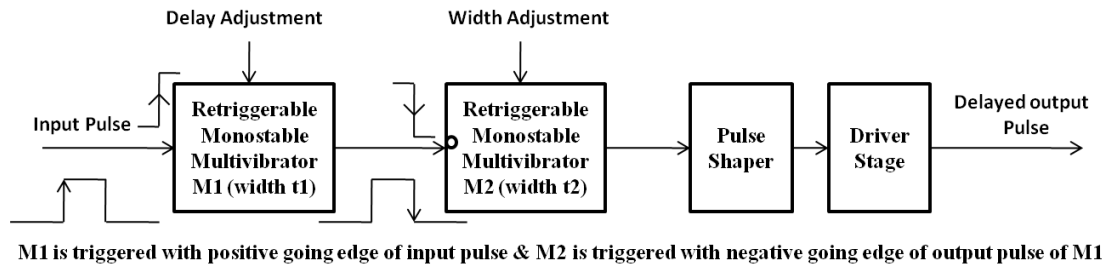 Delay Adjustment
Width Adjustment
Input Pulse
Retriggerable
Monostable
Multivibrator
M1 (width t1)
Retriggerable
Monostable
Multivibrator
M2 (width t2)
Pulse
Shaper
Driver
Stage
Delayed output
Pulse
M1 is triggered with positive going edge of input pulse & M2 is triggered with negative going edge of output pulse of M1